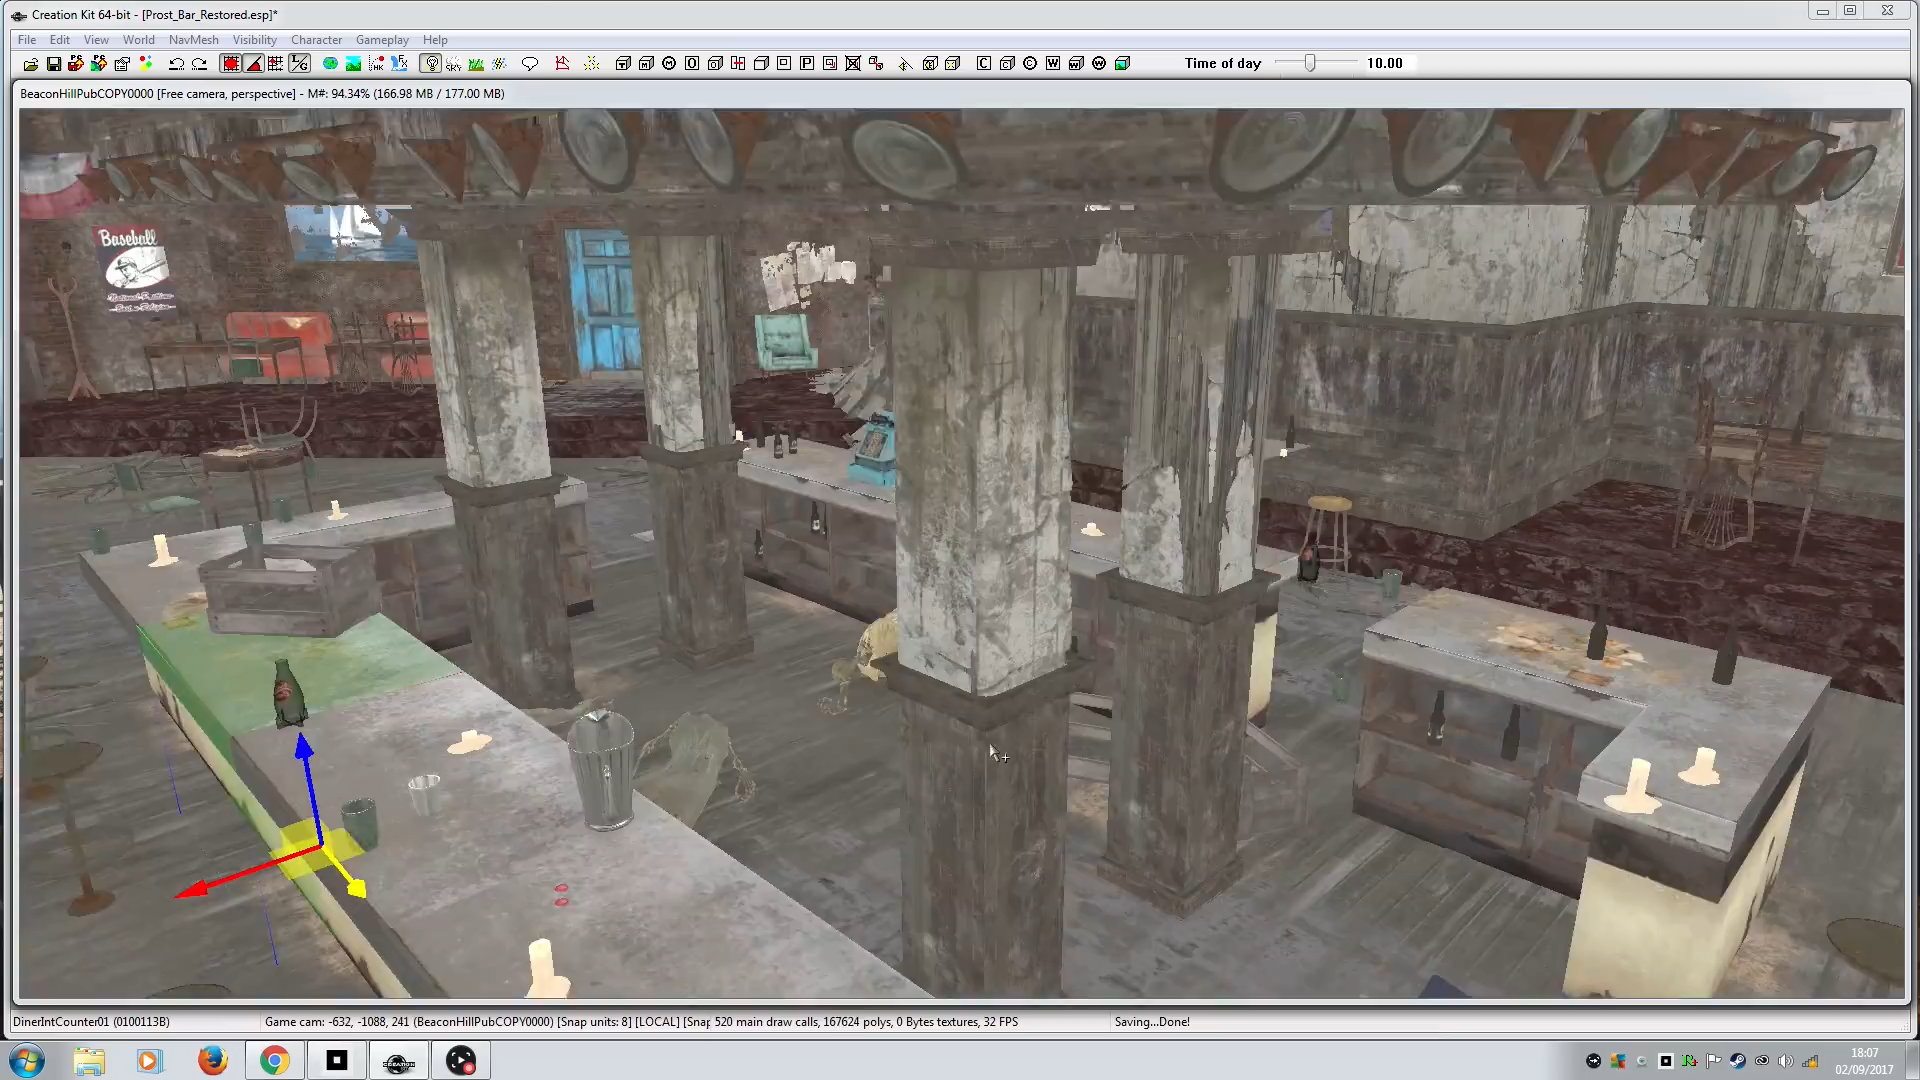 Creation Kit 64-bit - [Prost_Bar_Restored.esp]*
File Edit View World NavMesh Visibility Character Gameplay Help
Time of day 10.00
BeaconHillPubCOPY0000 [Free camera, perspective] - M#: 94.34% (166.98 MB / 177.00 MB)
Baseball
DinerIntCounter01 (0100113B) Game cam: -632, -1088, 241 (BeaconHillPubCOPY0000) [Snap units: 8] [LOCAL] [Snap 520 main draw calls, 167624 polys, 0 Bytes textures, 32 FPS Saving...Done!
18:07
02/09/2017